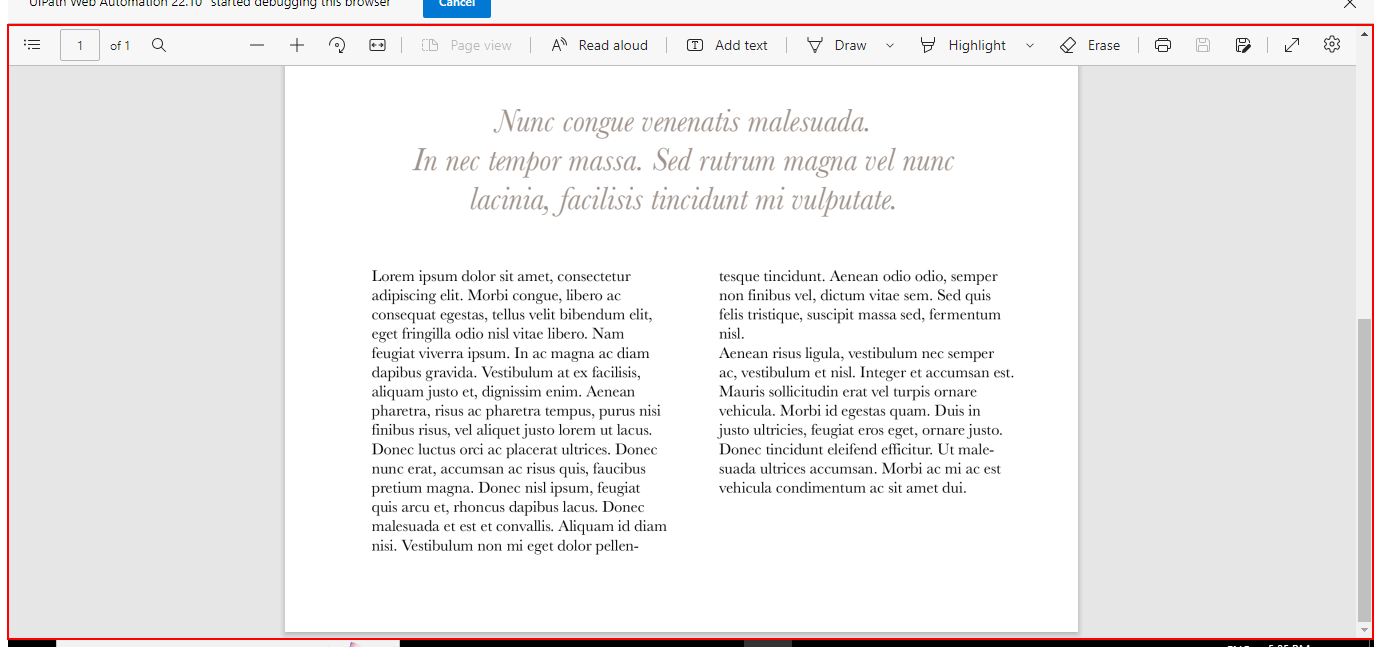 "UiPath Web Automation 22.10" started debugging this browser
Cancel
1 of 1
Page view
Read aloud
Add text
Draw
Highlight
Erase
Nunc congue venenatis malesuada.
In nec tempor massa. Sed rutrum magna vel nunc
lacinia, facilisis tincidunt mi vulputate.
Lorem ipsum dolor sit amet, consectetur
adipiscing elit. Morbi congue, libero ac
consequat egestas, tellus velit bibendum elit,
eget fringilla odio nisl vitae libero. Nam
feugiat viverra ipsum. In ac magna ac diam
dapibus gravida. Vestibulum at ex facilisis,
aliquam justo et, dignissim enim. Aenean
pharetra, risus ac pharetra tempus, purus nisi
finibus risus, vel aliquet justo lorem ut lacus.
Donec luctus orci ac placerat ultrices. Donec
nunc erat, accumsan ac risus quis, faucibus
pretium magna. Donec nisl ipsum, feugiat
quis arcu et, rhoncus dapibus lacus. Donec
malesuada et est et convallis. Aliquam id diam
nisi. Vestibulum non mi eget dolor pellen-
tesque tincidunt. Aenean odio odio, semper
non finibus vel, dictum vitae sem. Sed quis
felis tristique, suscipit massa sed, fermentum
nisl.
Aenean risus ligula, vestibulum nec semper
ac, vestibulum et nisl. Integer et accumsan est.
Mauris sollicitudin erat vel turpis ornare
vehicula. Morbi id egestas quam. Duis in
justo ultricies, feugiat eros eget, ornare justo.
Donec tincidunt eleifend efficitur. Ut male-
suada ultrices accumsan. Morbi ac mi ac est
vehicula condimentum ac sit amet dui.